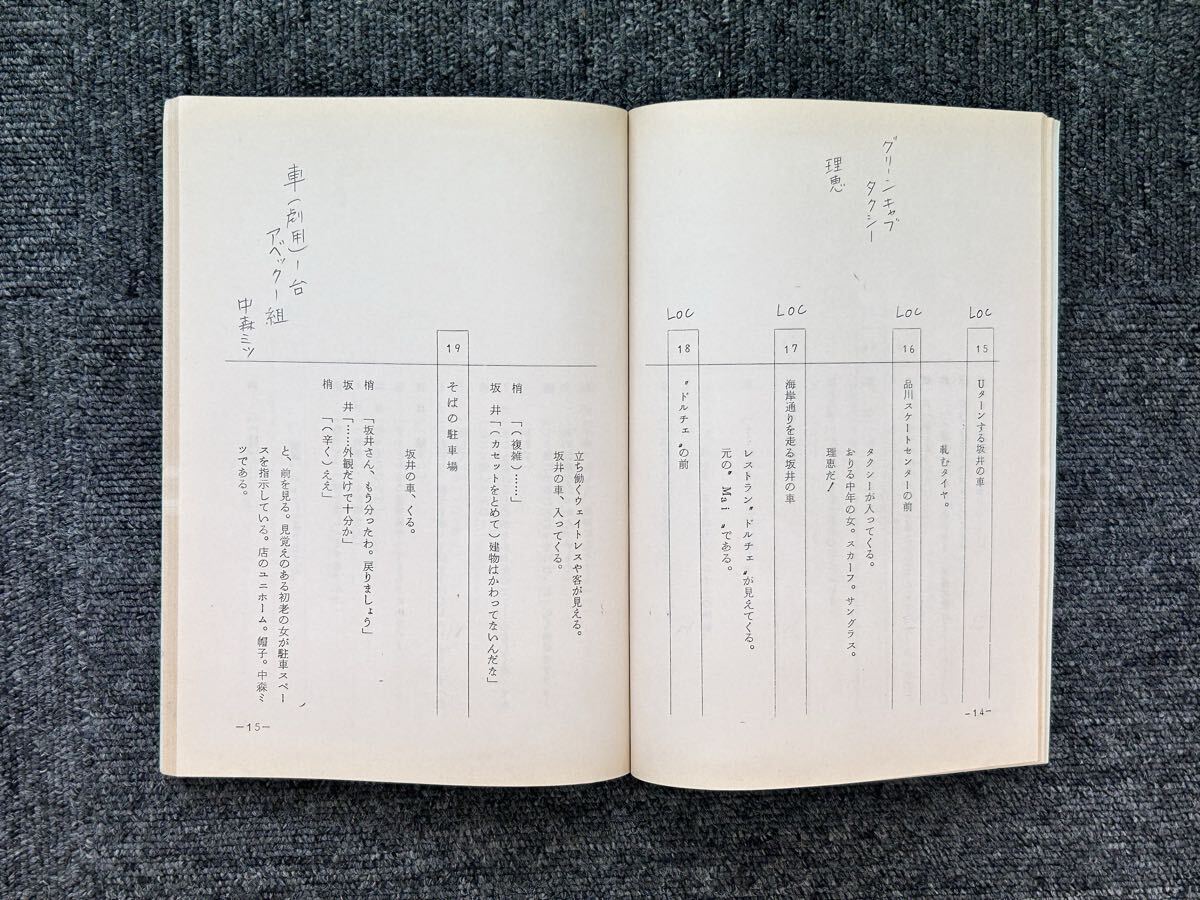 グリーンキャブ
タクシー
理恵
LOC
15
Uターンする坂井の車
軋むタイヤ。
LOC
16
品川スケートセンターの前
タクシーが入ってくる。
おりる中年の女。スカーフ。サングラス。
理恵だ！
LOC
17
海岸通りを走る坂井の車
レストラン〝ドルチェ〟が見えてくる。
元の〝Mai〟である。
LOC
18
〝ドルチェ〟の前
―14―
立ち働くウェイトレスや客が見える。
坂井の車、入ってくる。
梢　「（複雑）……」
坂　井「（カセットをとめて）建物はかわってないんだな」
19
そばの駐車場
坂井の車、くる。
梢　「坂井さん、もう分ったわ。戻りましょう」
坂　井「……外観だけで十分か」
梢　「（辛く）ええ」
と、前を見る。見覚えのある初老の女が駐車スペー
スを指示している。店のユニホーム。帽子。中森ミ
ツである。
車（劇用）一台
アベック一組
中森ミツ
―15―